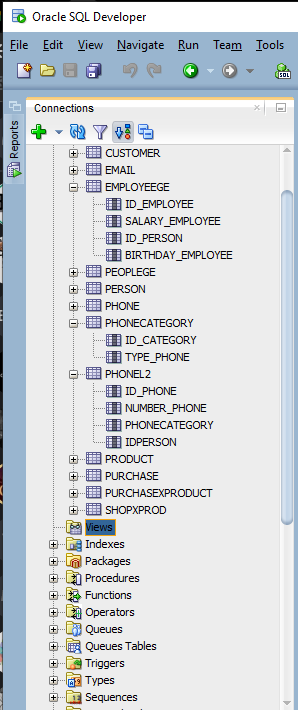 Oracle SQL Developer
File Edit View Navigate Run Team Tools
SQL
Reports
Connections
CUSTOMER
EMAIL
EMPLOYEEGE
ID_EMPLOYEE
SALARY_EMPLOYEE
ID_PERSON
BIRTHDAY_EMPLOYEE
PEOPLEGE
PERSON
PHONE
PHONECATEGORY
ID_CATEGORY
TYPE_PHONE
PHONEL2
ID_PHONE
NUMBER_PHONE
PHONECATEGORY
IDPERSON
PRODUCT
PURCHASE
PURCHASEXPRODUCT
SHOPXPROD
Views
Indexes
Packages
Procedures
Functions
Operators
Queues
Queues Tables
Triggers
Types
Sequences